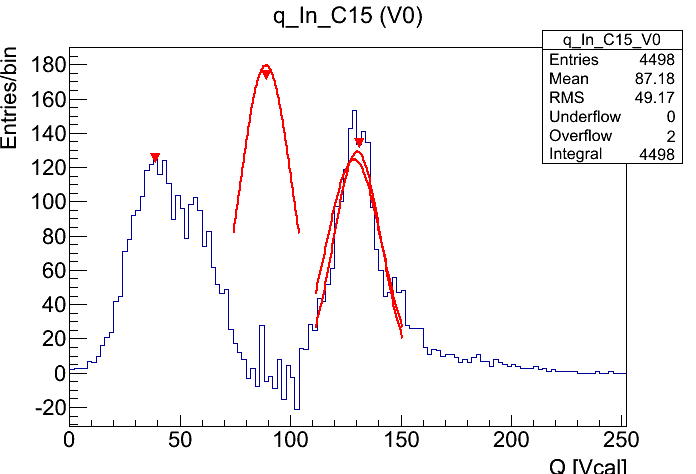 q_In_C15 (V0)
q_In_C15_V0
Entries 4498
Mean 87.18
RMS 49.17
Underflow 0
Overflow 2
Integral 4498
Entries/bin
180
160
140
120
100
80
60
40
20
0
-20
0 50 100 150 200 250
Q [Vcal]